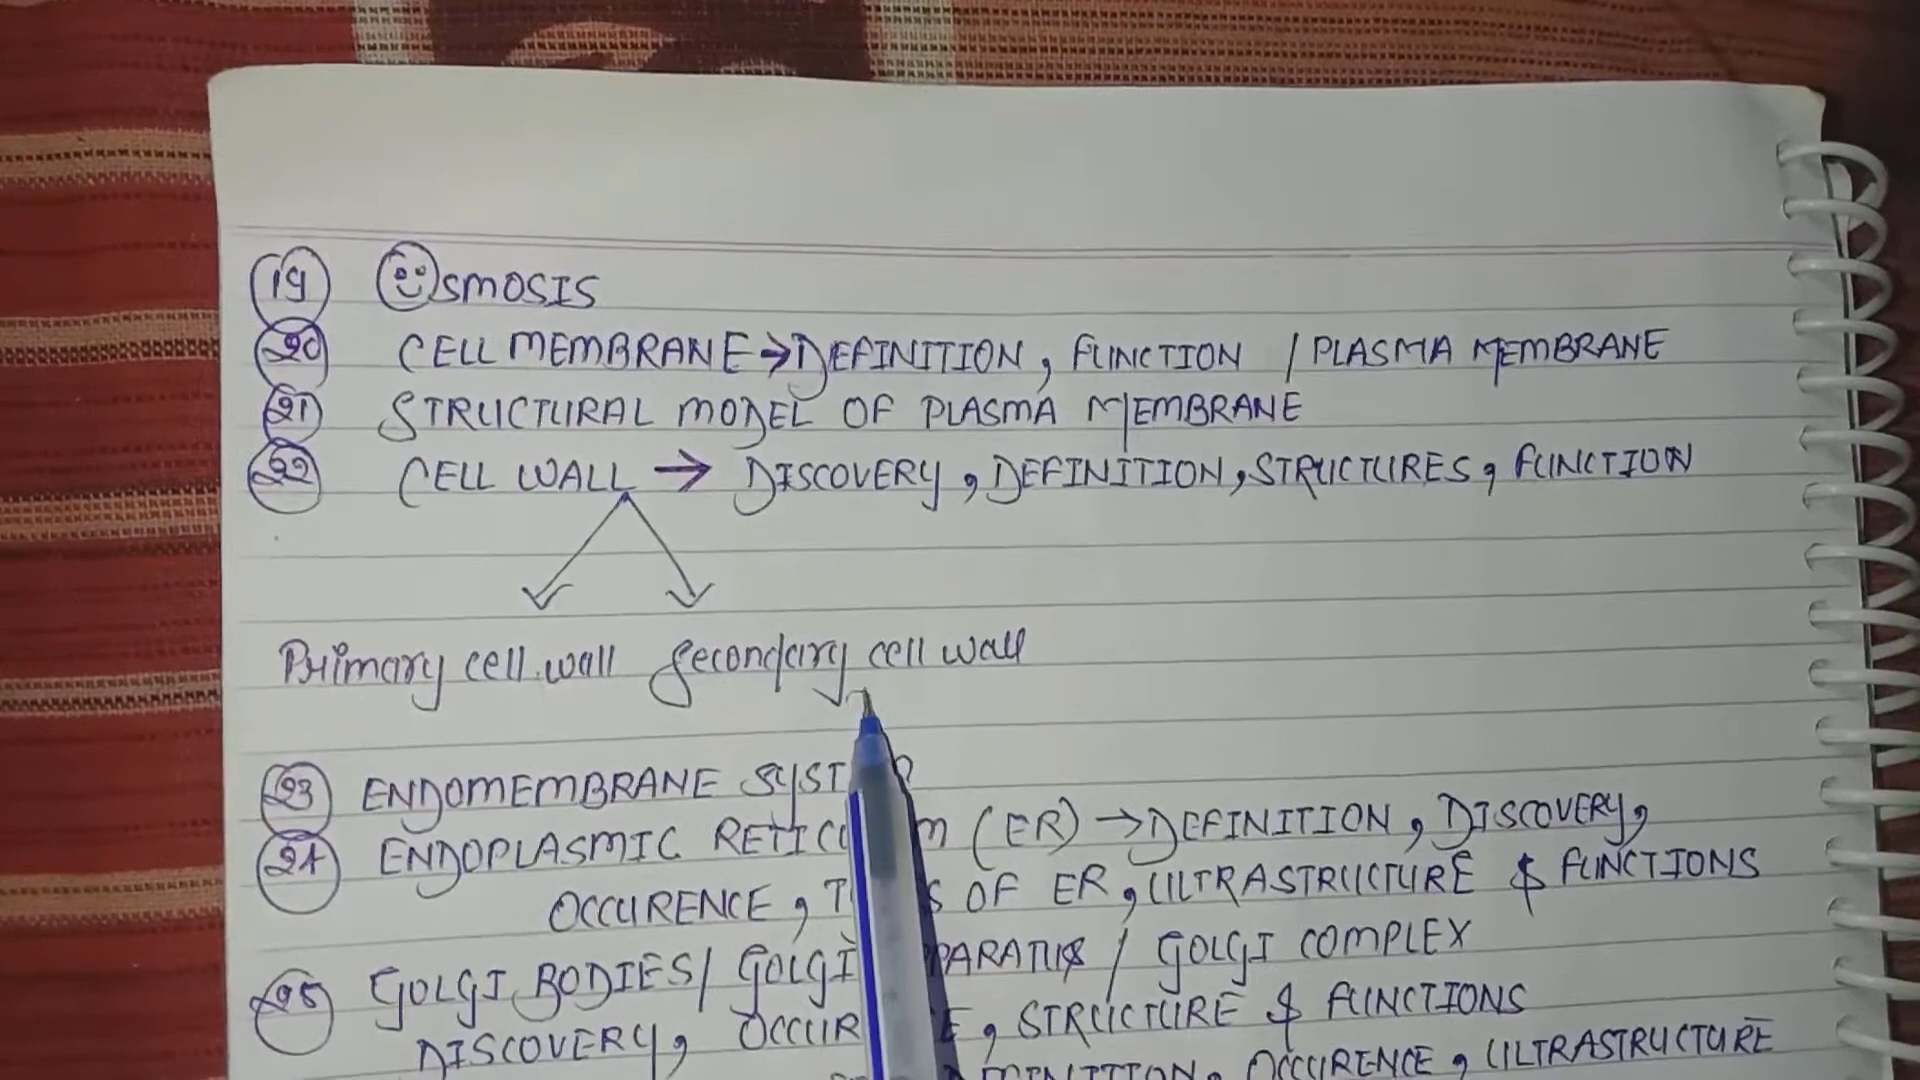 19 OSMOSIS
20 CELL MEMBRANE → DEFINITION, FUNCTION / PLASMA MEMBRANE
21 STRUCTURAL MODEL OF PLASMA MEMBRANE
22 CELL WALL → DISCOVERY, DEFINITION, STRUCTURES, FUNCTION
Primary cell wall Secondary cell wall
23 ENDOMEMBRANE
24 ENDOPLASMIC (ER) → DEFINITION, DISCOVERY,
OCCURENCE, OF ER, ULTRASTRUCTURE & FUNCTIONS
25 GOLGI BODIES / GOLGI / GOLGI COMPLEX
DISCOVERY, , STRUCTURE & FUNCTIONS
OCCURENCE, ULTRASTRUCTURE